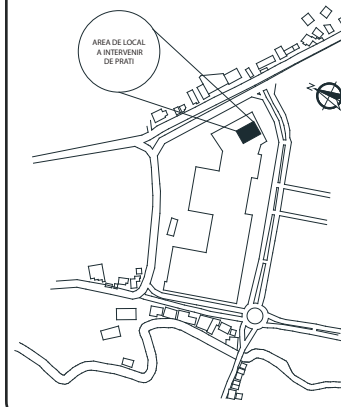 AREA DE LOCAL
A INTERVENIR
DE PRATI
N